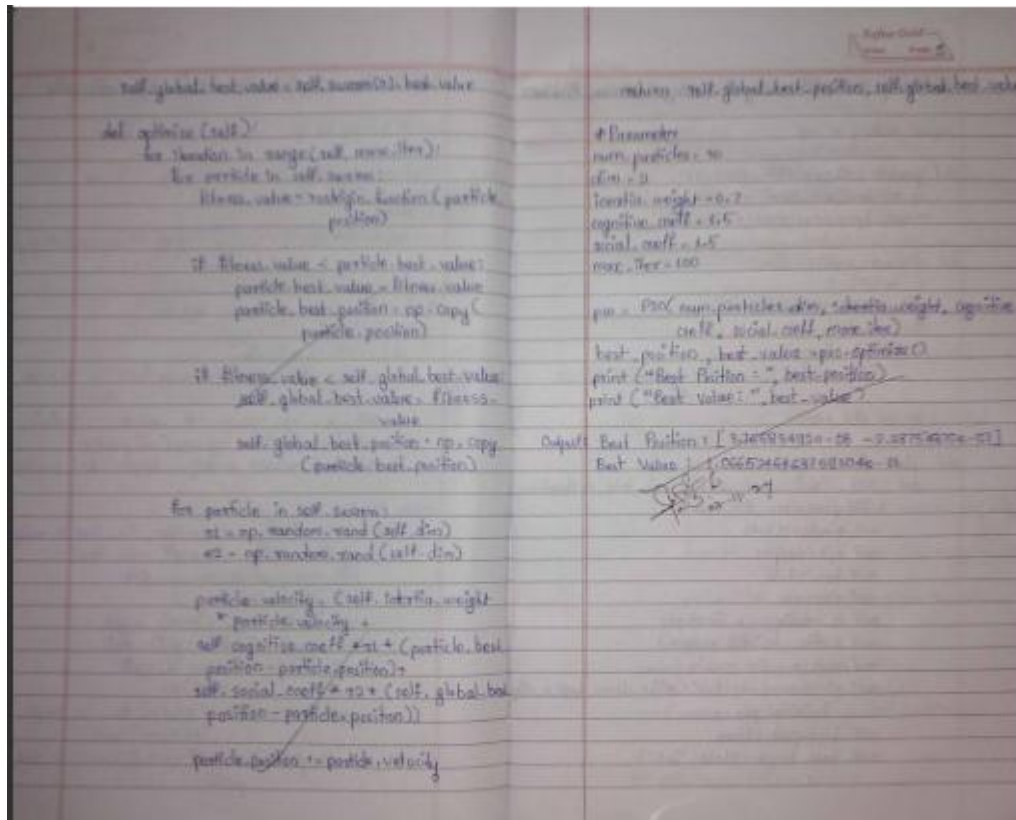 self.global_best_value = self.swarm[0].best_value
def optimize(self):
for iteration in range(self.max_iter):
for particle in self.swarm:
fitness_value = rastrigin_function(particle.
position)
if fitness_value < particle.best_value:
particle.best_value = fitness_value
particle.best_position = np.copy(
particle.position)
if fitness_value < self.global_best_value
self.global_best_value = fitness_
value
self.global_best_position = np.copy
(particle.best_position)
for particle in self.swarm:
r1 = np.random.rand(self.dim)
r2 = np.random.rand(self.dim)
particle.velocity = (self.inertia_weight
* particle.velocity +
self.cognitive_coeff * r1 * (particle.best_
position - particle.position) +
self.social_coeff * r2 * (self.global_best
position - particle.position))
particle.position += particle.velocity
return self.global_best_position, self.global_best_value
# Parameter
num_particles = 30
dim = 2
inertia_weight = 0.7
cognitive_coeff = 1.5
social_coeff = 1.5
max_iter = 100
pso = PSO(num_particles, dim, inertia_weight, cognitive
coeff, social_coeff, max_iter)
best_position, best_value = pso.optimize()
print("Best Position:", best_position)
print("Best Value:", best_value)
Output: Best Position: [
Best Value: